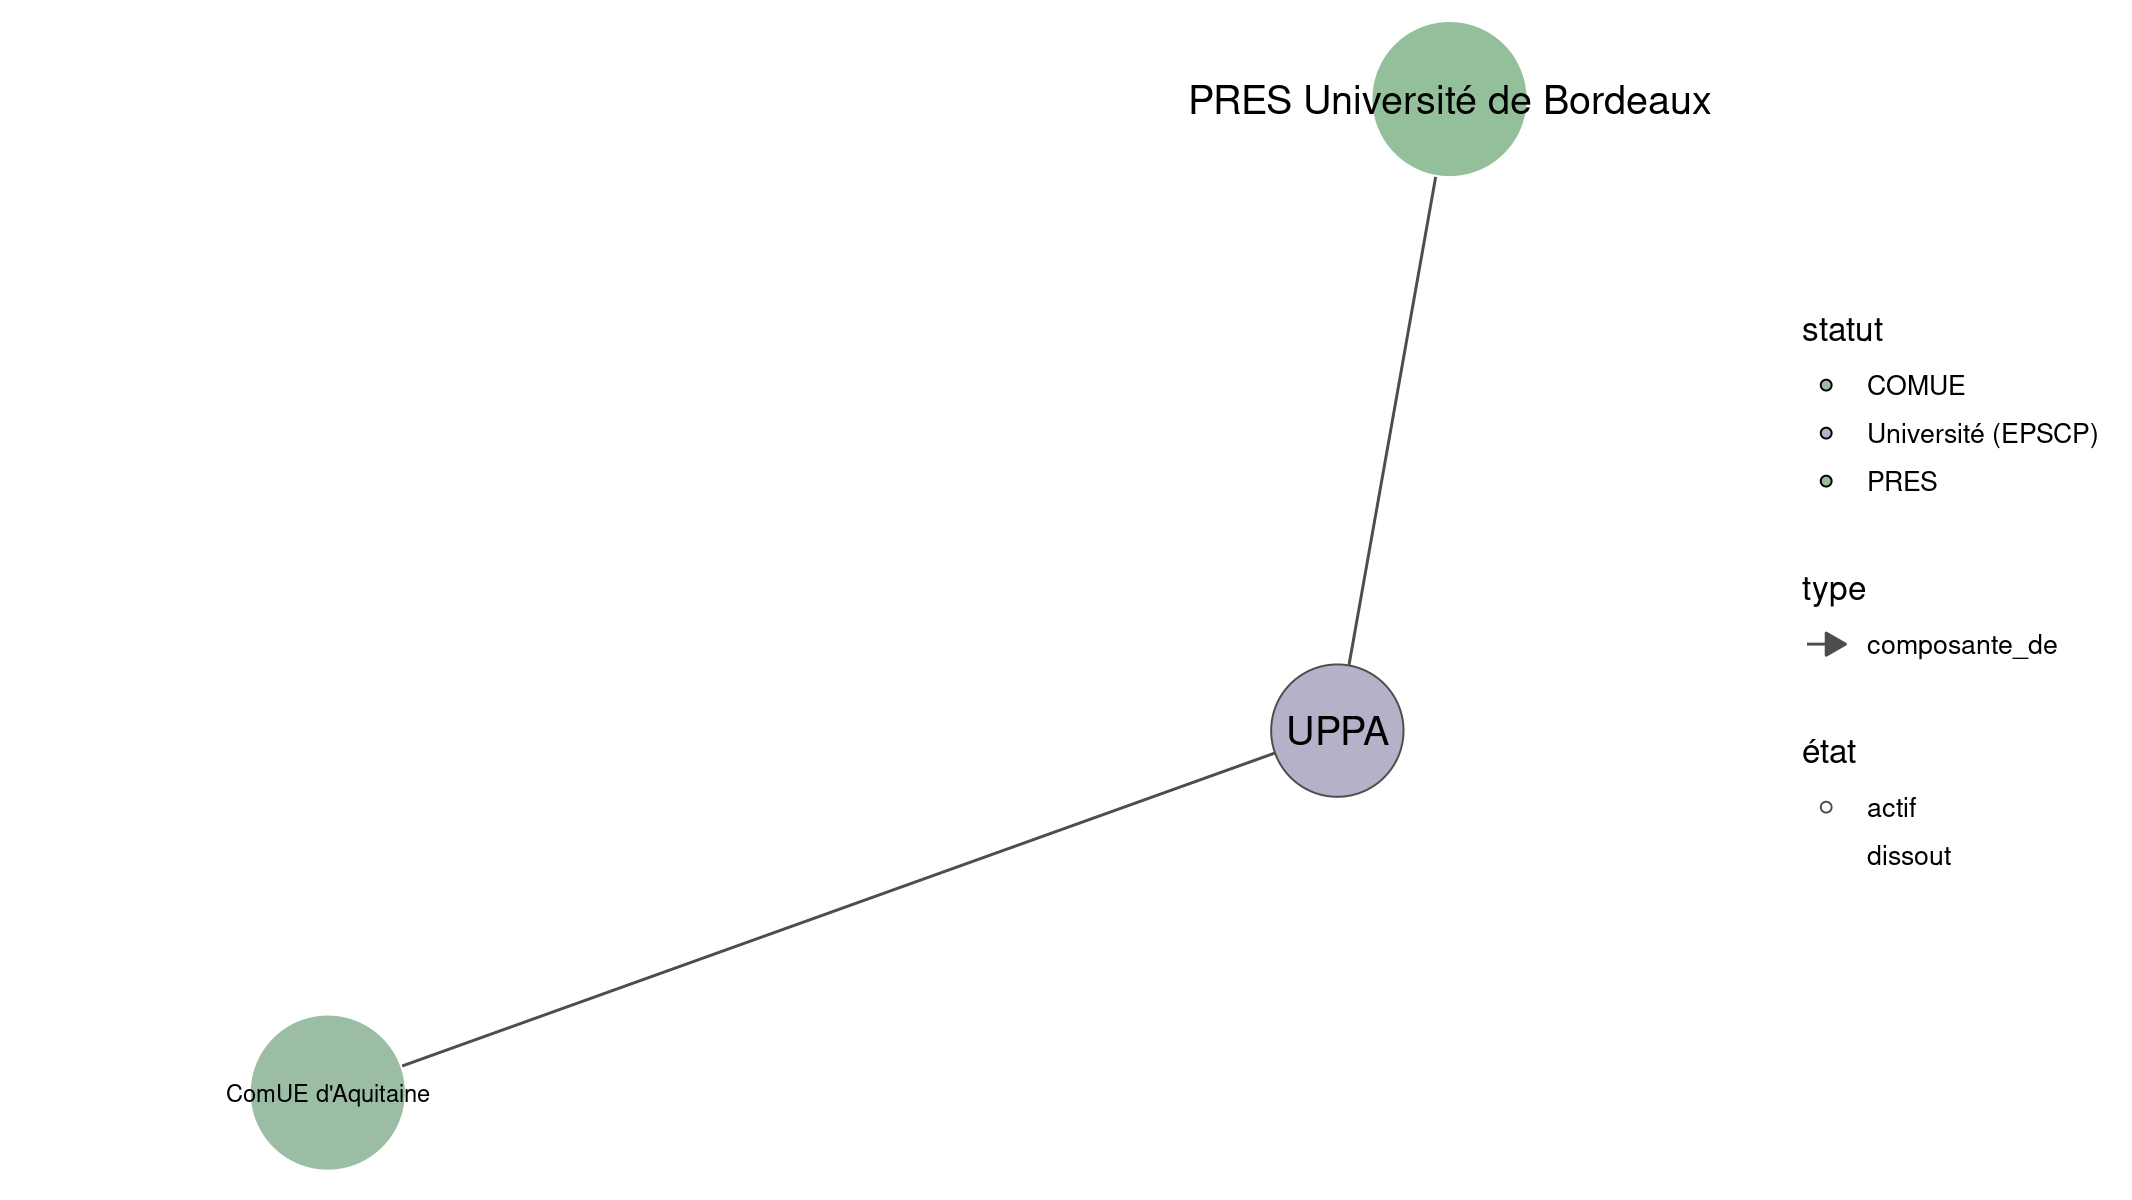 PRES Université de Bordeaux
UPPA
ComUE d'Aquitaine
statut
COMUE
Université (EPSCP)
PRES
type
composante_de
état
actif
dissout